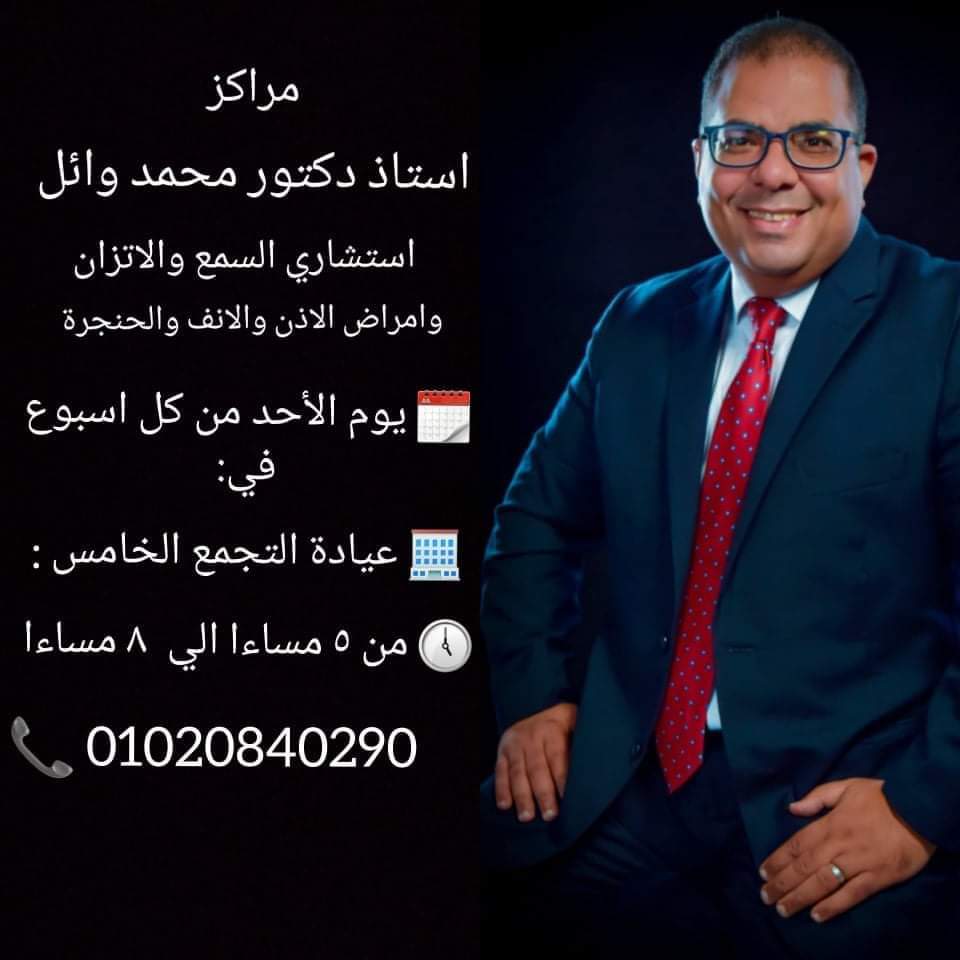 مراكز
استاذ دكتور محمد وائل
استشاري السمع والاتزان
وامراض الاذن والانف والحنجرة
يوم الأحد من كل اسبوع
في:
عيادة التجمع الخامس :
من ٥ مساءا الي ٨ مساءا
01020840290